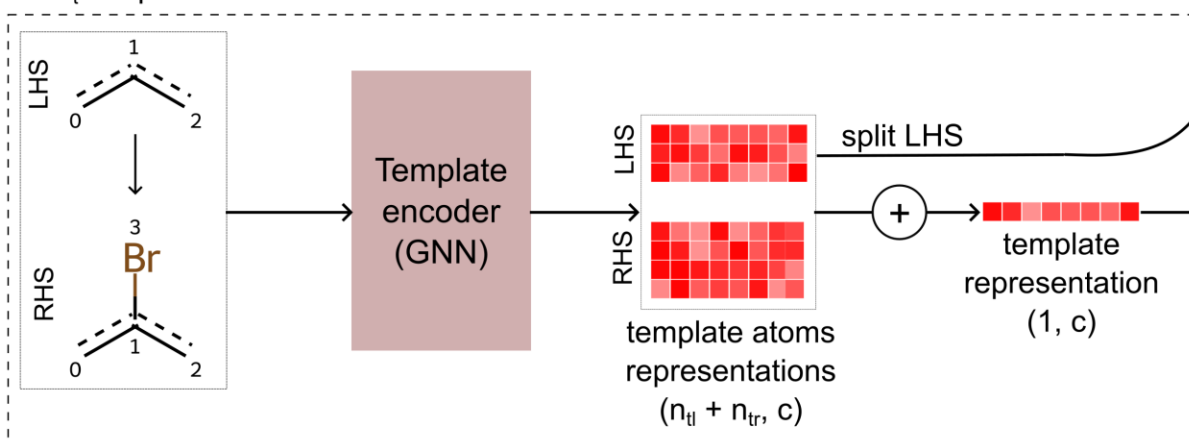 LHS
1
0
2
3
Br
RHS
1
0
2
Template
encoder
(GNN)
LHS
RHS
template atoms
representations
(n_tl + n_tr, c)
split LHS
+
template
representation
(1, c)